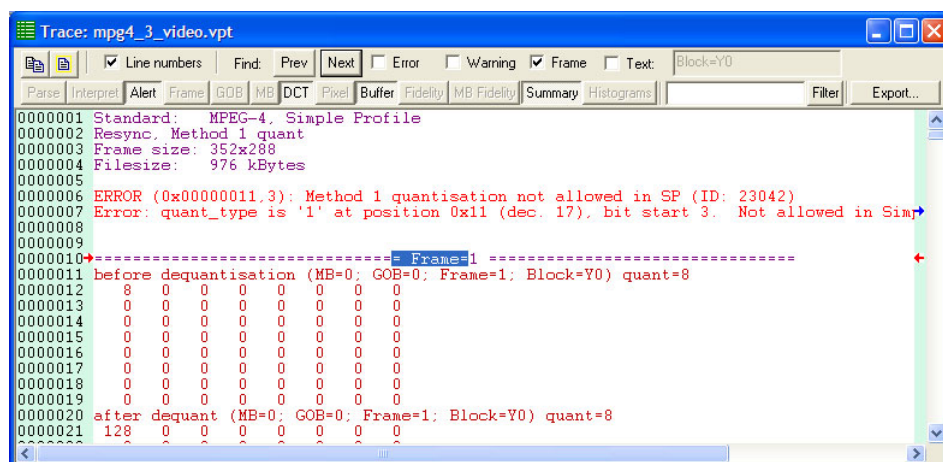 Trace: mpg4_3_video.vpt
Line numbers Find: Prev Next Error Warning Frame Text: Block=Y0
Parse Interpret Alert Frame GOB MB DCT Pixel Buffer Fidelity MB Fidelity Summary Histograms Filter Export...
0000001 Standard: MPEG-4, Simple Profile
0000002 Resync, Method 1 quant
0000003 Frame size: 352x288
0000004 Filesize: 976 kBytes
0000005
0000006 ERROR (0x00000011,3): Method 1 quantisation not allowed in SP (ID: 23042)
0000007 Error: quant_type is '1' at position 0x11 (dec. 17), bit start 3. Not allowed in Simp
0000008
0000009
0000010 ================================= Frame=1 ==================================
0000011 before dequantisation (MB=0; GOB=0; Frame=1; Block=Y0) quant=8
0000012 8 0 0 0 0 0 0 0
0000013 0 0 0 0 0 0 0 0
0000014 0 0 0 0 0 0 0 0
0000015 0 0 0 0 0 0 0 0
0000016 0 0 0 0 0 0 0 0
0000017 0 0 0 0 0 0 0 0
0000018 0 0 0 0 0 0 0 0
0000019 0 0 0 0 0 0 0 0
0000020 after dequant (MB=0; GOB=0; Frame=1; Block=Y0) quant=8
0000021 128 0 0 0 0 0 0 0